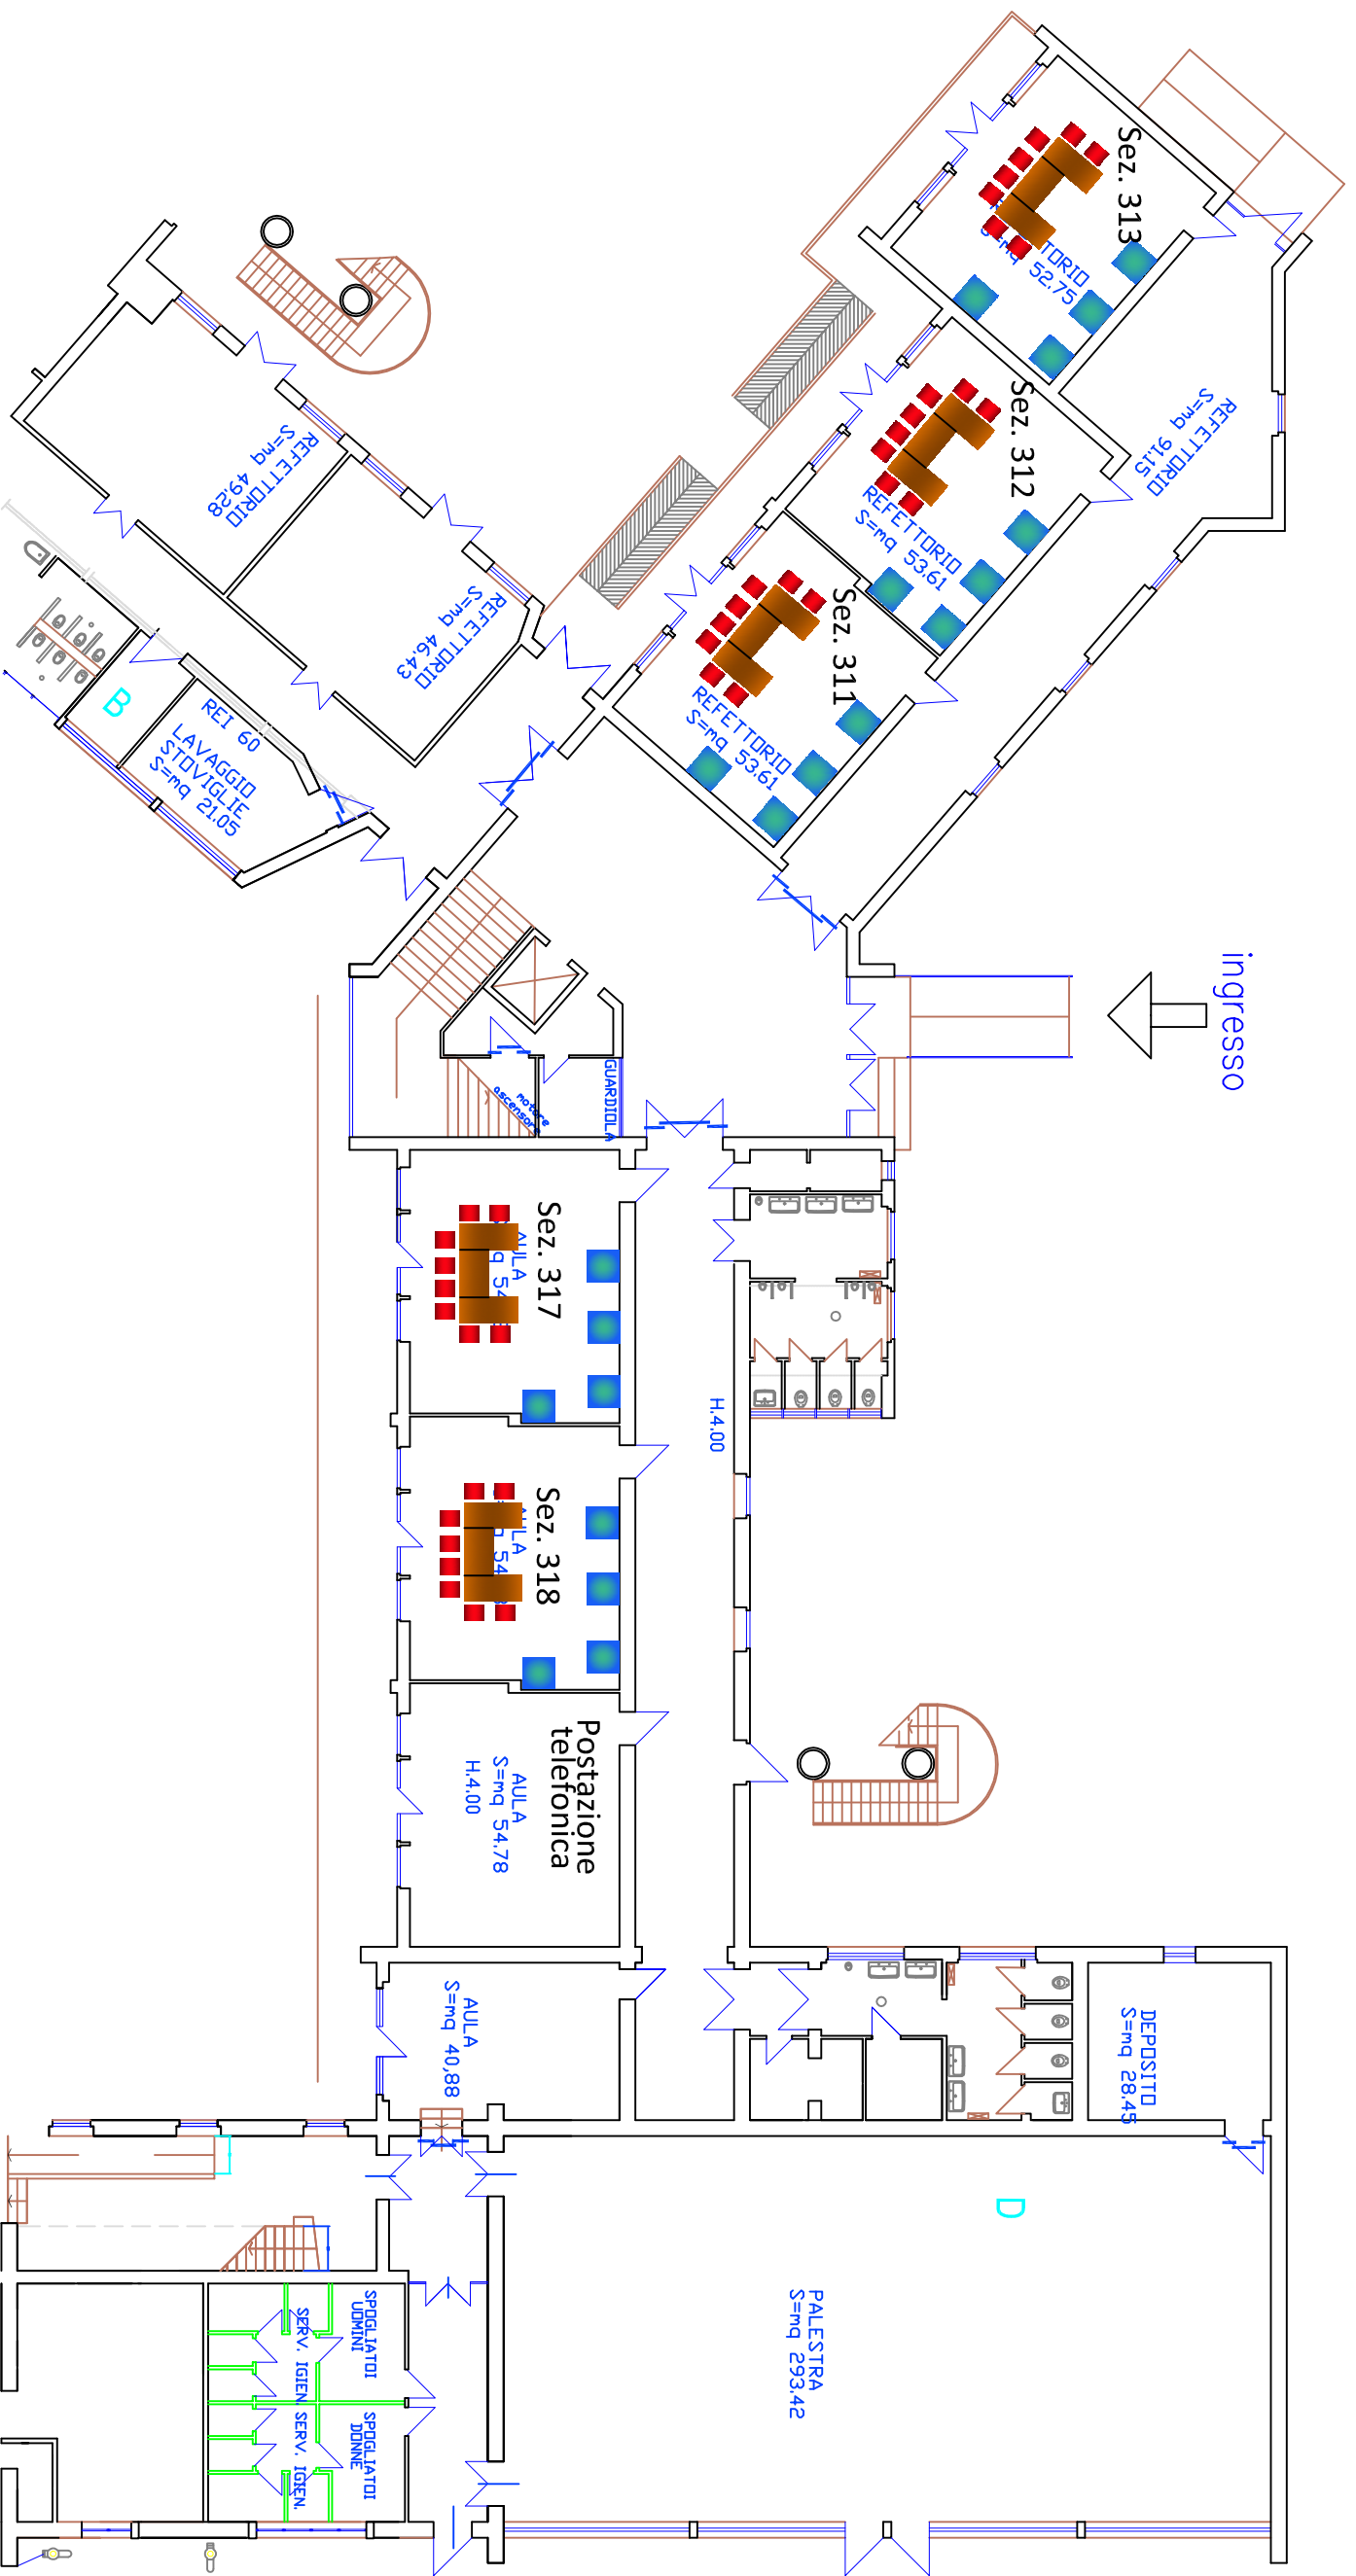 Sez. 313
TORIO
mq 52.75
REFETTORIO
S=mq 91.15
Sez. 312
REFETTORIO
S=mq 53.61
Sez. 311
REFETTORIO
S=mq 53.61
REFETTORIO
S=mq 49.28
REFETTORIO
S=mq 46.43
B
REI 60
LAVAGGIO
STOVIGLIE
S=mq 21.05
ingresso
GUARDIOLA
motore
ascensore
Sez. 317
AULA
H.4.00
Sez. 318
Postazione
telefonica
AULA
S=mq 54.78
H.4.00
AULA
S=mq 40,88
DEPOSITO
S=mq 28.45
D
PALESTRA
S=mq 293.42
SPOGLIATOI
UOMINI
SERV. IGIEN.
SPOGLIATOI
DONNE
SERV. IGIEN.